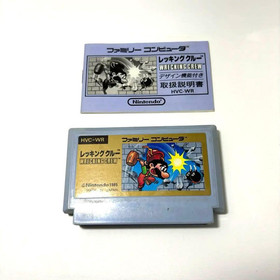 ファミリー コンピュータ
レッキングクルー
WRECKING CREW
デザイン機能付き
取扱説明書
HVC-WR
Nintendo
HVC-WR
ファミリー コンピュータ
レッキングクルー
WRECKING CREW